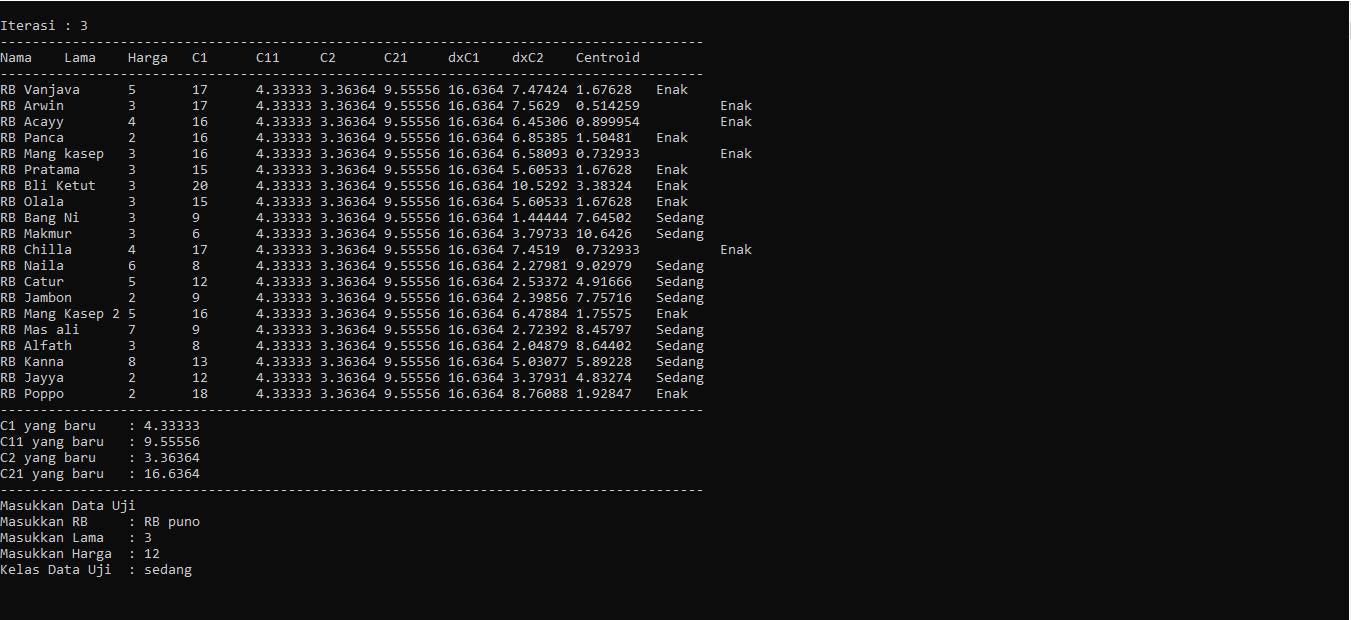 Iterasi : 3
----------------------------------------------------------------------------------------
Nama    Lama    Harga   C1      C11     C2      C21     dxC1    dxC2    Centroid
----------------------------------------------------------------------------------------
RB Vanjava      5       17      4.33333 3.36364 9.55556 16.6364 7.47424 1.67628   Enak
RB Arwin        3       17      4.33333 3.36364 9.55556 16.6364 7.5629  0.514259          Enak
RB Acayy        4       16      4.33333 3.36364 9.55556 16.6364 6.45306 0.899954          Enak
RB Panca        2       16      4.33333 3.36364 9.55556 16.6364 6.85385 1.50481   Enak
RB Mang kasep   3       16      4.33333 3.36364 9.55556 16.6364 6.58093 0.732933          Enak
RB Pratama      3       15      4.33333 3.36364 9.55556 16.6364 5.60533 1.67628   Enak
RB Bli Ketut    3       20      4.33333 3.36364 9.55556 16.6364 10.5292 3.38324   Enak
RB Olala        3       15      4.33333 3.36364 9.55556 16.6364 5.60533 1.67628   Enak
RB Bang Ni      3       9       4.33333 3.36364 9.55556 16.6364 1.44444 7.64502   Sedang
RB Makmur       3       6       4.33333 3.36364 9.55556 16.6364 3.79733 10.6426   Sedang
RB Chilla       4       17      4.33333 3.36364 9.55556 16.6364 7.4519  0.732933          Enak
RB Naila        6       8       4.33333 3.36364 9.55556 16.6364 2.27981 9.02979   Sedang
RB Catur        5       12      4.33333 3.36364 9.55556 16.6364 2.53372 4.91666   Sedang
RB Jambon       2       9       4.33333 3.36364 9.55556 16.6364 2.39856 7.75716   Sedang
RB Mang Kasep 2 5       16      4.33333 3.36364 9.55556 16.6364 6.47884 1.75575   Enak
RB Mas ali      7       9       4.33333 3.36364 9.55556 16.6364 2.72392 8.45797   Sedang
RB Alfath       3       8       4.33333 3.36364 9.55556 16.6364 2.04879 8.64402   Sedang
RB Kanna        8       13      4.33333 3.36364 9.55556 16.6364 5.03077 5.89228   Sedang
RB Jayya        2       12      4.33333 3.36364 9.55556 16.6364 3.37931 4.83274   Sedang
RB Poppo        2       18      4.33333 3.36364 9.55556 16.6364 8.76088 1.92847   Enak
----------------------------------------------------------------------------------------
C1 yang baru    : 4.33333
C11 yang baru   : 9.55556
C2 yang baru    : 3.36364
C21 yang baru   : 16.6364
----------------------------------------------------------------------------------------
Masukkan Data Uji
Masukkan RB     : RB puno
Masukkan Lama   : 3
Masukkan Harga  : 12
Kelas Data Uji  : sedang